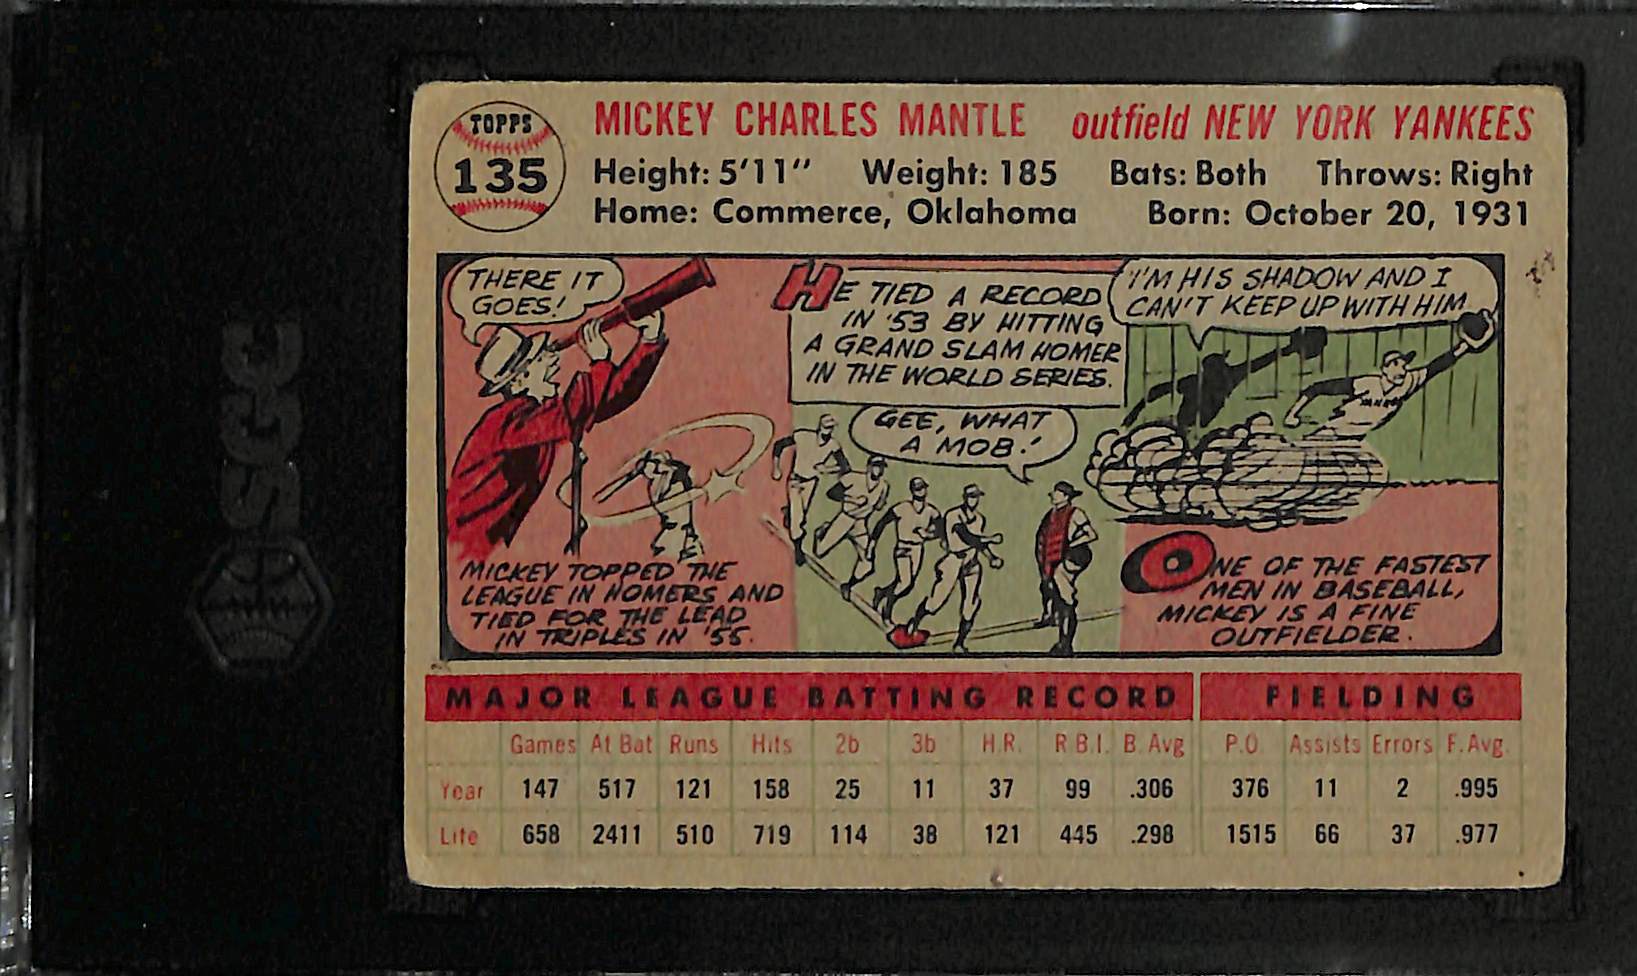 TOPPS
135
MICKEY CHARLES MANTLE outfield NEW YORK YANKEES
Height: 5'11" Weight: 185 Bats: Both Throws: Right
Home: Commerce, Oklahoma Born: October 20, 1931
THERE IT
GOES!
MICKEY TOPPED THE
LEAGUE IN HOMERS AND
TIED FOR THE LEAD
IN TRIPLES IN '55.
HE TIED A RECORD
IN '53 BY HITTING
A GRAND SLAM HOMER
IN THE WORLD SERIES.
GEE, WHAT
A MOB!
I'M HIS SHADOW AND I
CAN'T KEEP UP WITH HIM
YANKEES
ONE OF THE FASTEST
MEN IN BASEBALL,
MICKEY IS A FINE
OUTFIELDER.
MAJOR LEAGUE BATTING RECORD FIELDING
Games At Bat Runs Hits 2b 3b H.R. R.B.I. B. Avg P.O. Assists Errors F. Avg.
Year 147 517 121 158 25 11 37 99 .306 376 11 2 .995
Life 658 2411 510 719 114 38 121 445 .298 1515 66 37 .977
SGC